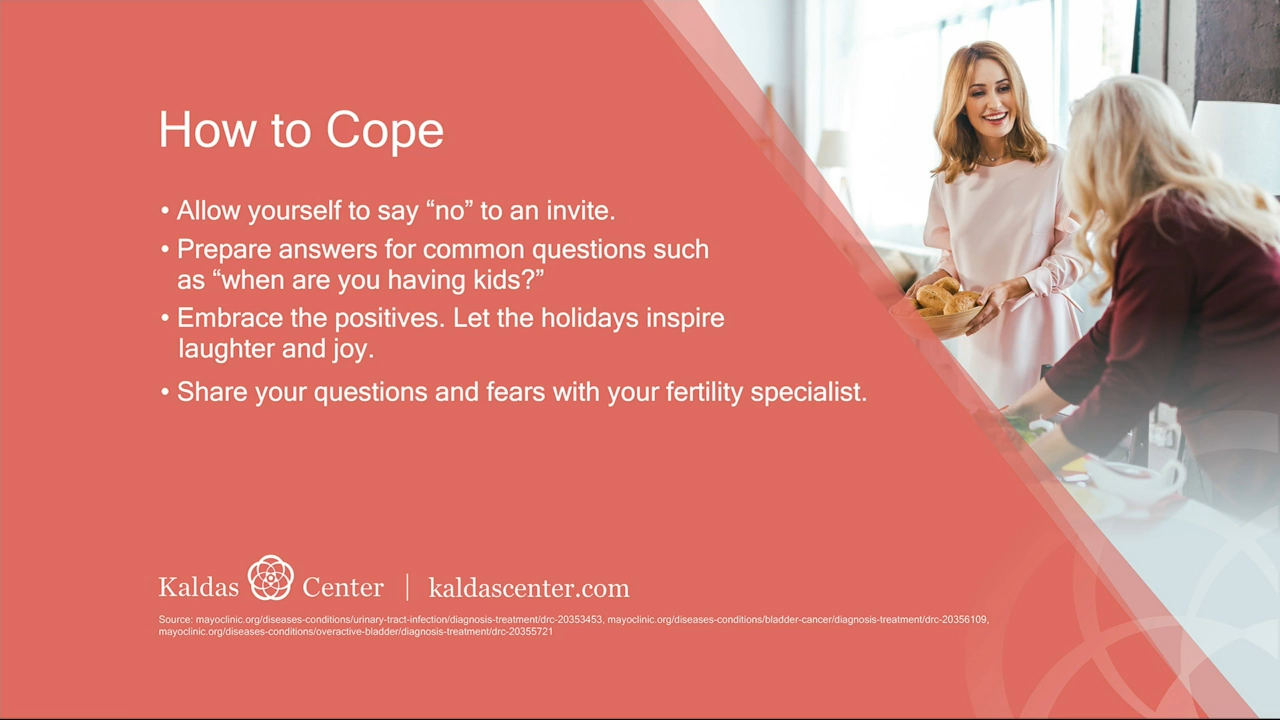 How to Cope
• Allow yourself to say “no” to an invite.
• Prepare answers for common questions such
as “when are you having kids?”
• Embrace the positives. Let the holidays inspire
laughter and joy.
• Share your questions and fears with your fertility specialist.
Kaldas Center | kaldascenter.com
Source: mayoclinic.org/diseases-conditions/urinary-tract-infection/diagnosis-treatment/drc-20353453, mayoclinic.org/diseases-conditions/bladder-cancer/diagnosis-treatment/drc-20356109,
mayoclinic.org/diseases-conditions/overactive-bladder/diagnosis-treatment/drc-20355721